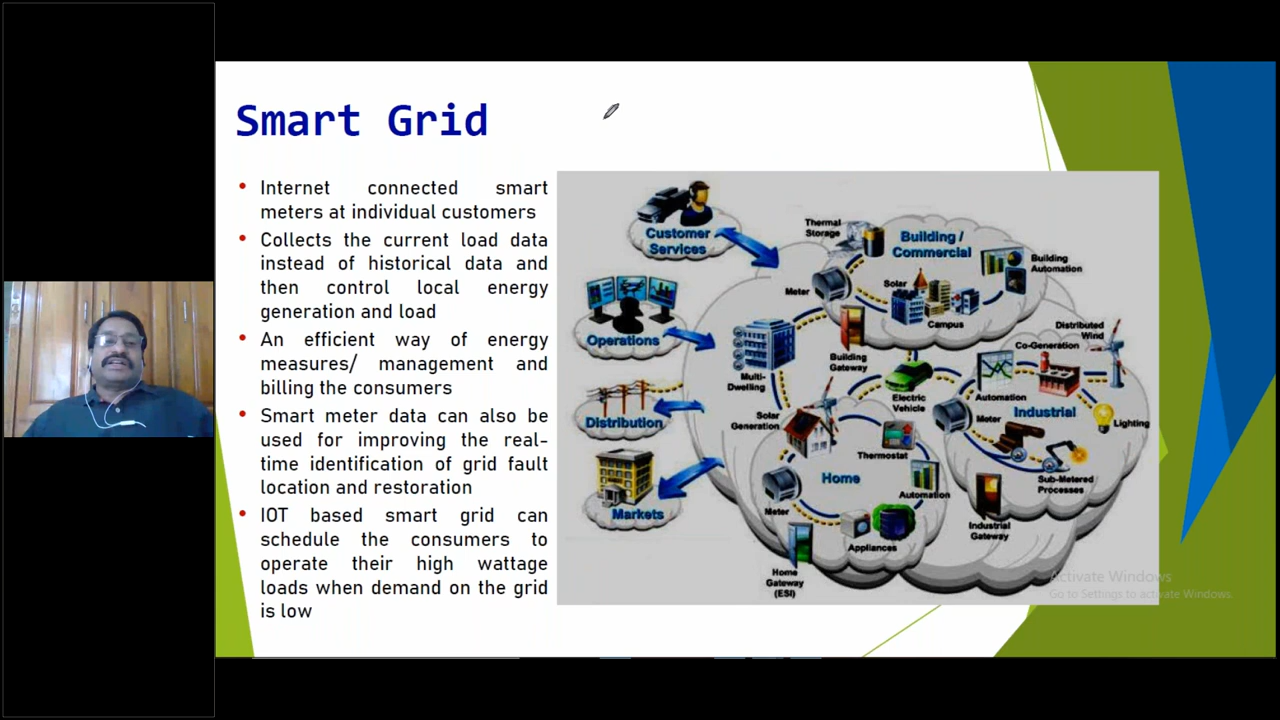 Smart Grid
• Internet connected smart
meters at individual customers
• Collects the current load data
instead of historical data and
then control local energy
generation and load
• An efficient way of energy
measures/ management and
billing the consumers
• Smart meter data can also be
used for improving the real-
time identification of grid fault
location and restoration
• IOT based smart grid can
schedule the consumers to
operate their high wattage
loads when demand on the grid
is low
Customer
Services
Operations
Distribution
Markets
Thermal
Storage
Building /
Commercial
Building
Automation
Meter
Solar
Campus
Building
Gateway
Multi-
Dwelling
Distributed
Wind
Co-Generation
Electric
Vehicle
Automation
Meter
Industrial
Lighting
Sub-Metered
Processes
Industrial
Gateway
Solar
Generation
Thermostat
Home
Automation
Meter
Appliances
Home
Gateway
(ESI)
Activate Windows
Go to Settings to activate Windows